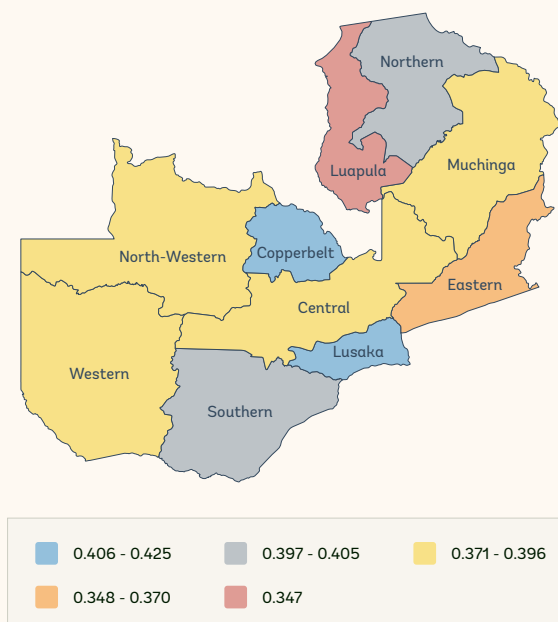 Northern
Muchinga
Luapula
North-Western
Copperbelt
Eastern
Central
Lusaka
Western
Southern
0.406 - 0.425
0.397 - 0.405
0.371 - 0.396
0.348 - 0.370
0.347